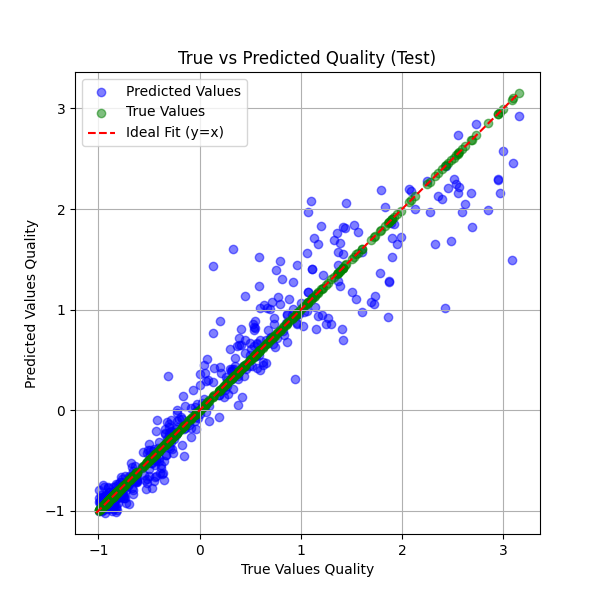 True vs Predicted Quality (Test)
Predicted Values
True Values
Ideal Fit (y=x)
3
2
1
0
−1
Predicted Values Quality
−1 0 1 2 3
True Values Quality